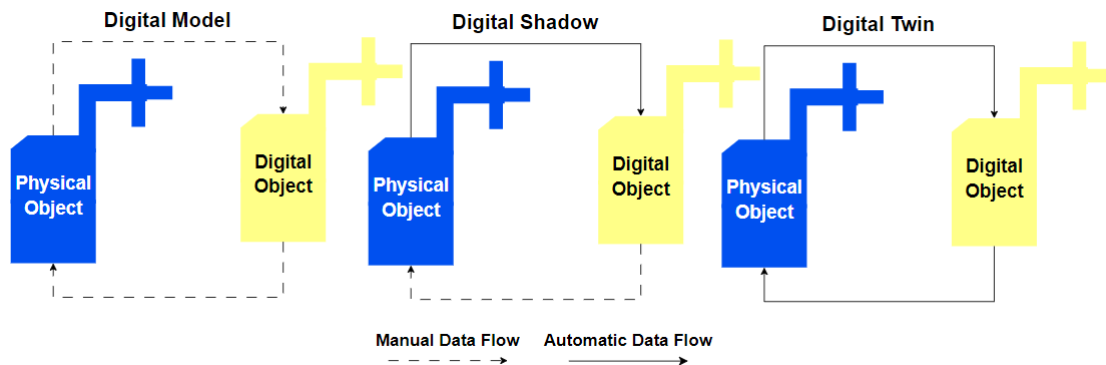 Digital Model
Digital Shadow
Digital Twin
Physical
Object
Digital
Object
Physical
Object
Digital
Object
Physical
Object
Digital
Object
Manual Data Flow
Automatic Data Flow